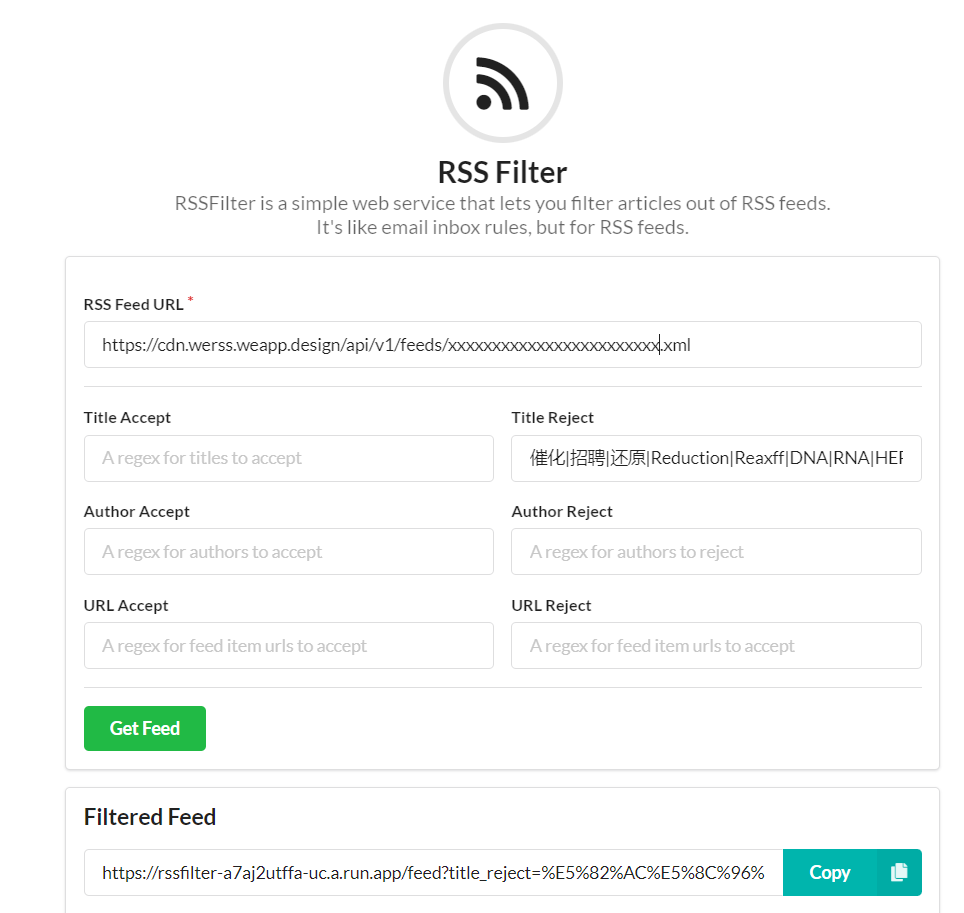 RSS Filter
RSSFilter is a simple web service that lets you filter articles out of RSS feeds.
It's like email inbox rules, but for RSS feeds.
RSS Feed URL *
https://cdn.werss.weapp.design/api/v1/feeds/xxxxxxxxxxxxxxxxxxxxxxxx.xml
Title Accept
Title Reject
A regex for titles to accept
催化|招聘|还原|Reduction|Reaxff|DNA|RNA|HER
Author Accept
Author Reject
A regex for authors to accept
A regex for authors to reject
URL Accept
URL Reject
A regex for feed item urls to accept
A regex for feed item urls to accept
Get Feed
Filtered Feed
https://rssfilter-a7aj2utffa-uc.a.run.app/feed?title_reject=%E5%82%AC%E5%8C%96%
Copy